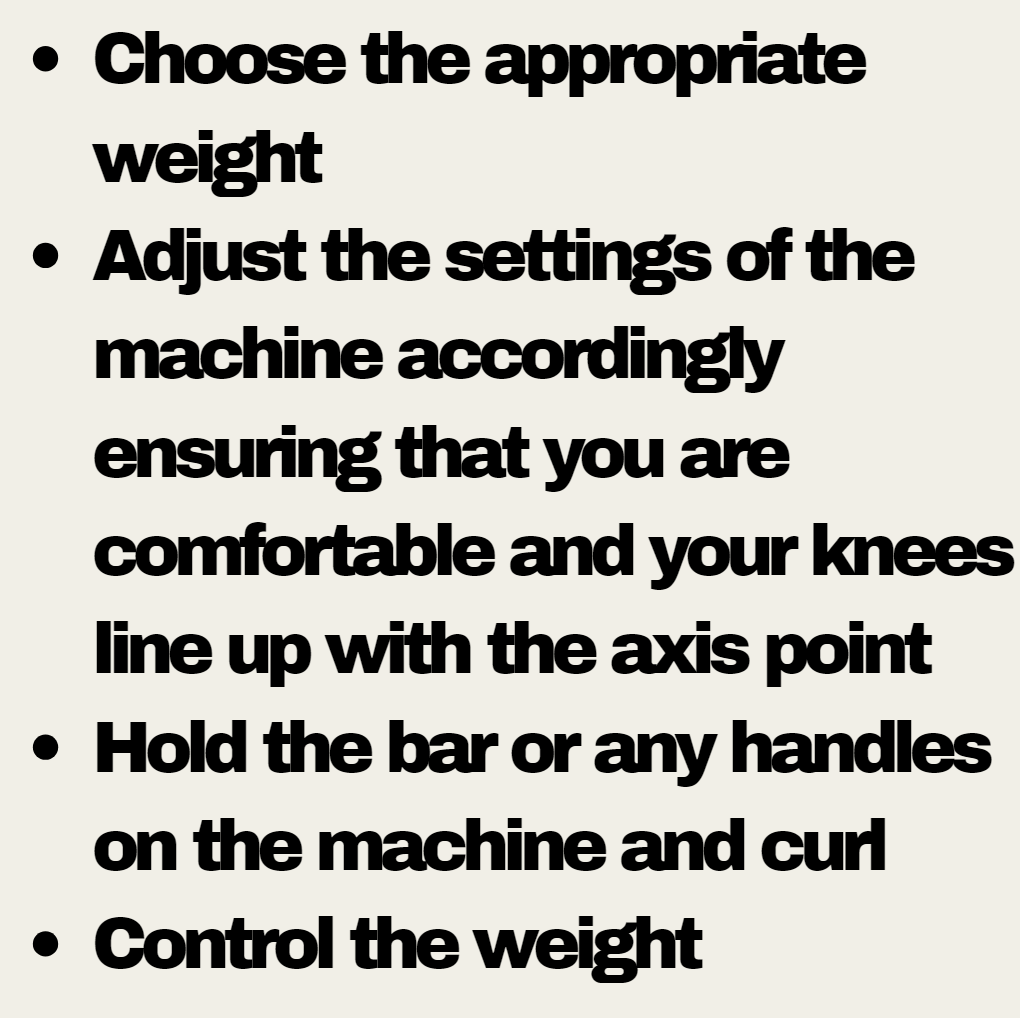 • Choose the appropriate
weight
• Adjust the settings of the
machine accordingly
ensuring that you are
comfortable and your knees
line up with the axis point
• Hold the bar or any handles
on the machine and curl
• Control the weight